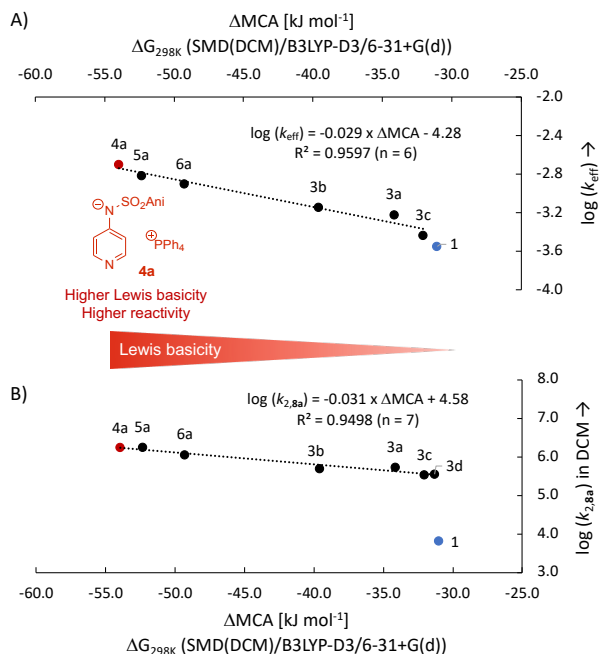 A)
ΔMCA [kJ mol⁻¹]
ΔG₂₉₈K (SMD(DCM)/B3LYP-D3/6-31+G(d))
-60.0 -55.0 -50.0 -45.0 -40.0 -35.0 -30.0 -25.0
-2.0
log (k_eff) = -0.029 x ΔMCA - 4.28
R² = 0.9597 (n = 6)
4a
5a
6a
3b
3a
3c
1
-2.4
-2.8
-3.2
-3.6
-4.0
log (k_eff) →
⊖ N SO₂Ani
N
⊕ PPh₄
4a
Higher Lewis basicity
Higher reactivity
Lewis basicity
B)
8.0
log (k₂,₈ₐ) = -0.031 x ΔMCA + 4.58
R² = 0.9498 (n = 7)
4a
5a
6a
3b
3a
3c
3d
1
7.0
6.0
5.0
4.0
3.0
log (k₂,₈ₐ) in DCM →
-60.0 -55.0 -50.0 -45.0 -40.0 -35.0 -30.0 -25.0
ΔMCA [kJ mol⁻¹]
ΔG₂₉₈K (SMD(DCM)/B3LYP-D3/6-31+G(d))